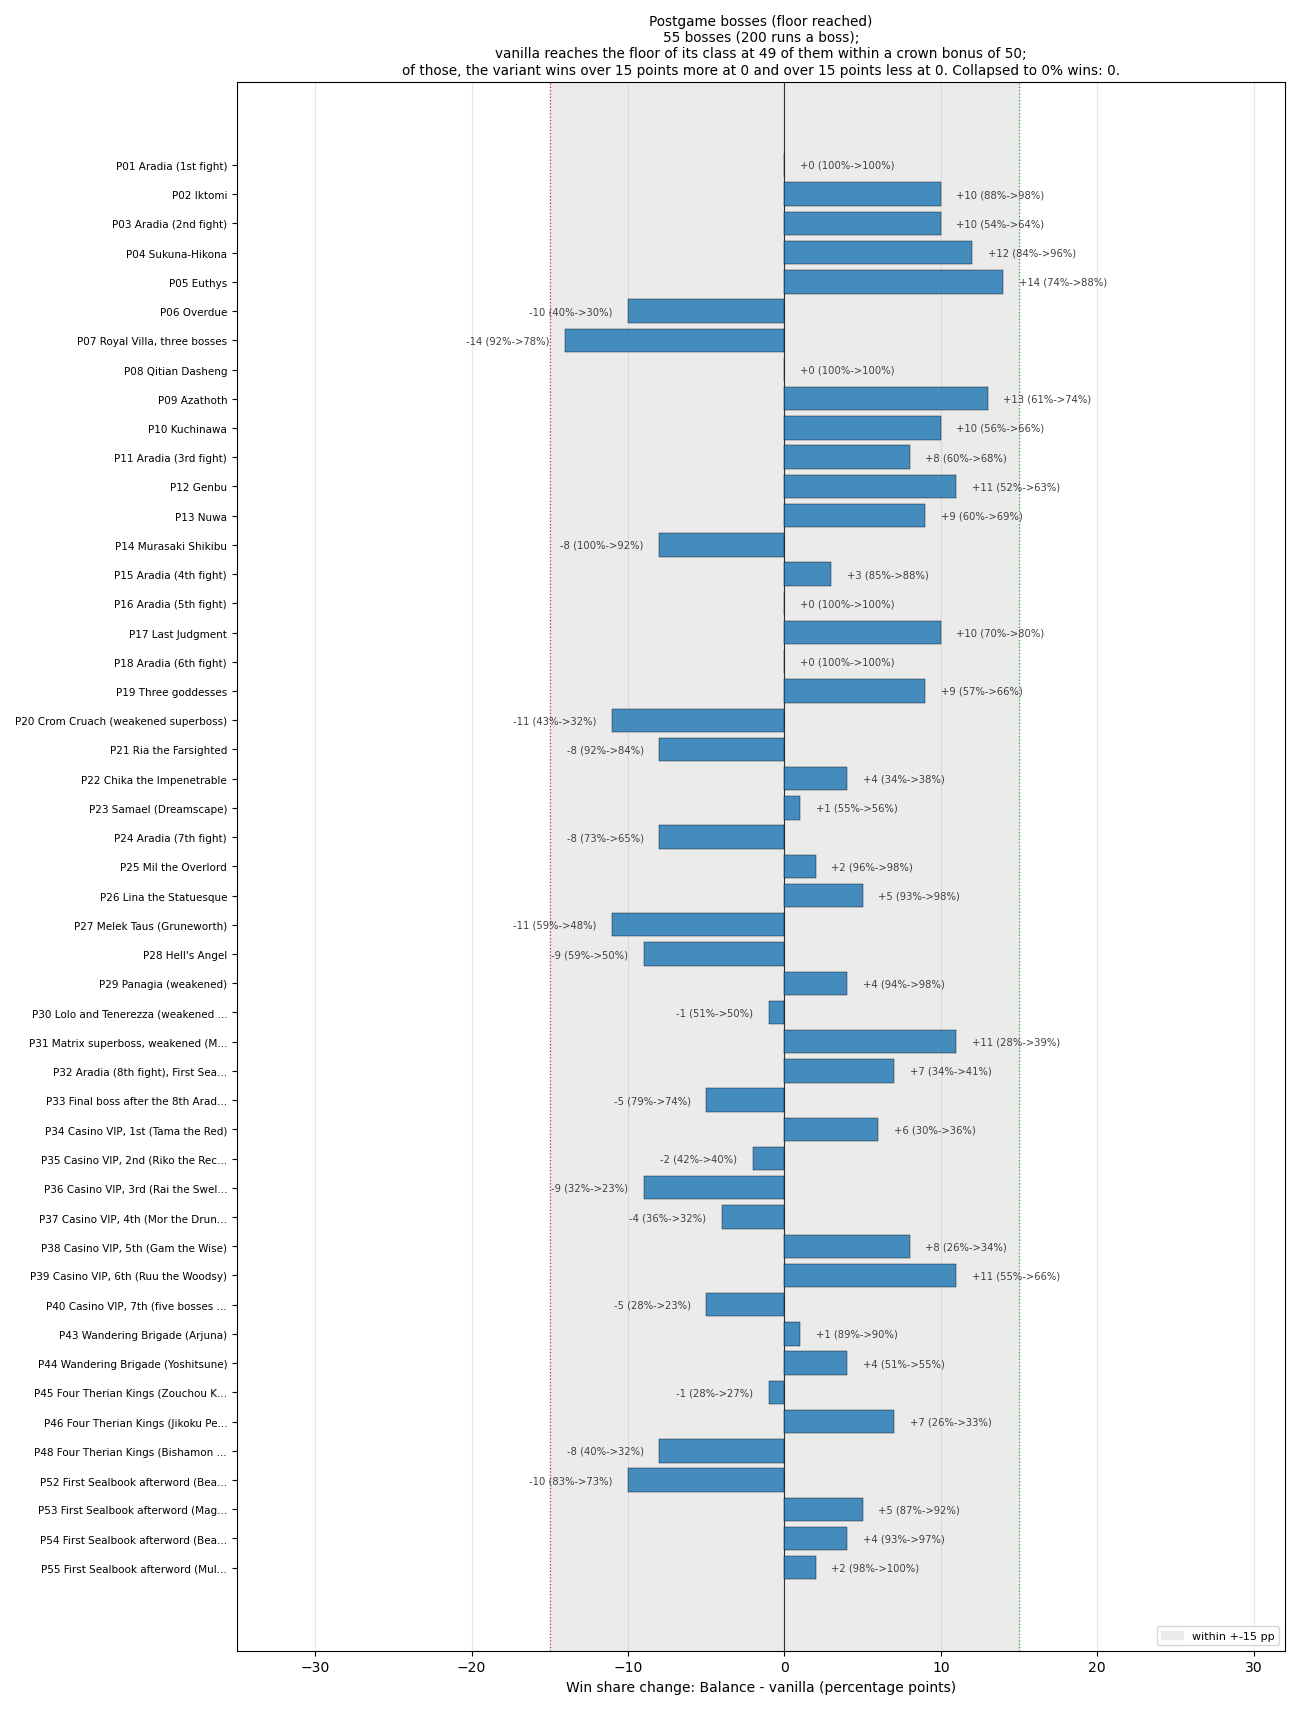 Postgame bosses (floor reached)
55 bosses (200 runs a boss);
vanilla reaches the floor of its class at 49 of them within a crown bonus of 50;
of those, the variant wins over 15 points more at 0 and over 15 points less at 0. Collapsed to 0% wins: 0.
P01 Aradia (1st fight) +0 (100%->100%)
P02 Iktomi +10 (88%->98%)
P03 Aradia (2nd fight) +10 (54%->64%)
P04 Sukuna-Hikona +12 (84%->96%)
P05 Euthys +14 (74%->88%)
P06 Overdue -10 (40%->30%)
P07 Royal Villa, three bosses -14 (92%->78%)
P08 Qitian Dasheng +0 (100%->100%)
P09 Azathoth +13 (61%->74%)
P10 Kuchinawa +10 (56%->66%)
P11 Aradia (3rd fight) +8 (60%->68%)
P12 Genbu +11 (52%->63%)
P13 Nuwa +9 (60%->69%)
P14 Murasaki Shikibu -8 (100%->92%)
P15 Aradia (4th fight) +3 (85%->88%)
P16 Aradia (5th fight) +0 (100%->100%)
P17 Last Judgment +10 (70%->80%)
P18 Aradia (6th fight) +0 (100%->100%)
P19 Three goddesses +9 (57%->66%)
P20 Crom Cruach (weakened superboss) -11 (43%->32%)
P21 Ria the Farsighted -8 (92%->84%)
P22 Chika the Impenetrable +4 (34%->38%)
P23 Samael (Dreamscape) +1 (55%->56%)
P24 Aradia (7th fight) -8 (73%->65%)
P25 Mil the Overlord +2 (96%->98%)
P26 Lina the Statuesque +5 (93%->98%)
P27 Melek Taus (Gruneworth) -11 (59%->48%)
P28 Hell's Angel -9 (59%->50%)
P29 Panagia (weakened) +4 (94%->98%)
P30 Lolo and Tenerezza (weakened ... -1 (51%->50%)
P31 Matrix superboss, weakened (M... +11 (28%->39%)
P32 Aradia (8th fight), First Sea... +7 (34%->41%)
P33 Final boss after the 8th Arad... -5 (79%->74%)
P34 Casino VIP, 1st (Tama the Red) +6 (30%->36%)
P35 Casino VIP, 2nd (Riko the Rec... -2 (42%->40%)
P36 Casino VIP, 3rd (Rai the Swel... -9 (32%->23%)
P37 Casino VIP, 4th (Mor the Drun... -4 (36%->32%)
P38 Casino VIP, 5th (Gam the Wise) +8 (26%->34%)
P39 Casino VIP, 6th (Ruu the Woodsy) +11 (55%->66%)
P40 Casino VIP, 7th (five bosses ... -5 (28%->23%)
P43 Wandering Brigade (Arjuna) +1 (89%->90%)
P44 Wandering Brigade (Yoshitsune) +4 (51%->55%)
P45 Four Therian Kings (Zouchou K... -1 (28%->27%)
P46 Four Therian Kings (Jikoku Pe... +7 (26%->33%)
P48 Four Therian Kings (Bishamon ... -8 (40%->32%)
P52 First Sealbook afterword (Bea... -10 (83%->73%)
P53 First Sealbook afterword (Mag... +5 (87%->92%)
P54 First Sealbook afterword (Bea... +4 (93%->97%)
P55 First Sealbook afterword (Mul... +2 (98%->100%)
within +-15 pp
−30 −20 −10 0 10 20 30
Win share change: Balance - vanilla (percentage points)